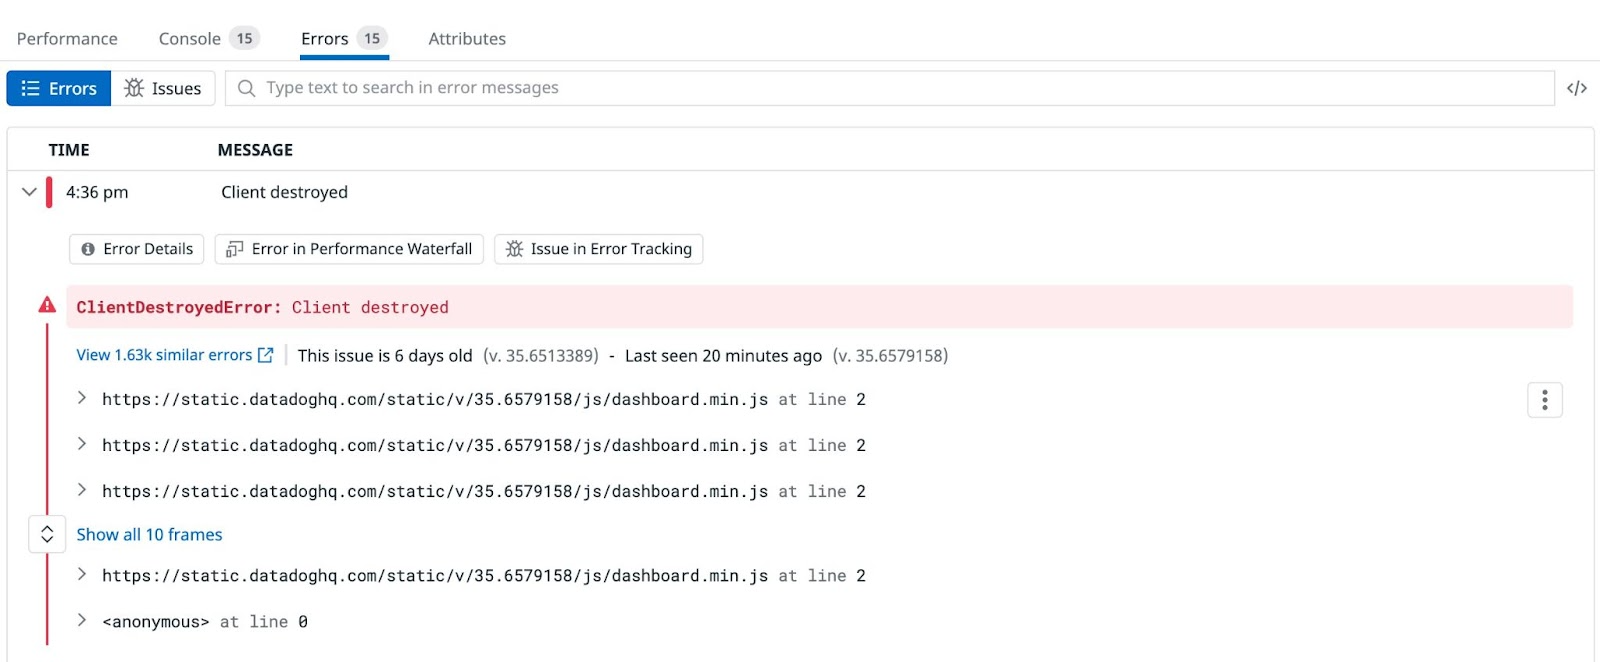 Performance Console 15 Errors 15 Attributes
Errors Issues Type text to search in error messages </>
TIME MESSAGE
4:36 pm Client destroyed
Error Details Error in Performance Waterfall Issue in Error Tracking
ClientDestroyedError: Client destroyed
View 1.63k similar errors This issue is 6 days old (v. 35.6513389) - Last seen 20 minutes ago (v. 35.6579158)
https://static.datadoghq.com/static/v/35.6579158/js/dashboard.min.js at line 2
https://static.datadoghq.com/static/v/35.6579158/js/dashboard.min.js at line 2
https://static.datadoghq.com/static/v/35.6579158/js/dashboard.min.js at line 2
Show all 10 frames
https://static.datadoghq.com/static/v/35.6579158/js/dashboard.min.js at line 2
<anonymous> at line 0